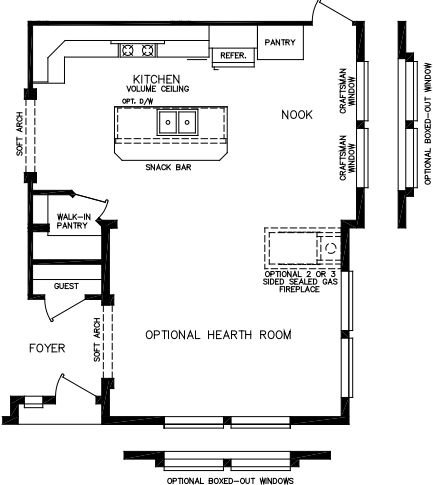 PANTRY
REFER.
KITCHEN
VOLUME CEILING
OPT. D/W
NOOK
CRAFTSMAN
WINDOW
CRAFTSMAN
WINDOW
OPTIONAL BOXED-OUT WINDOW
SOFT ARCH
SNACK BAR
WALK-IN
PANTRY
OPTIONAL 2 OR 3
SIDED SEALED GAS
FIREPLACE
GUEST
SOFT ARCH
OPTIONAL HEARTH ROOM
FOYER
OPTIONAL BOXED-OUT WINDOWS